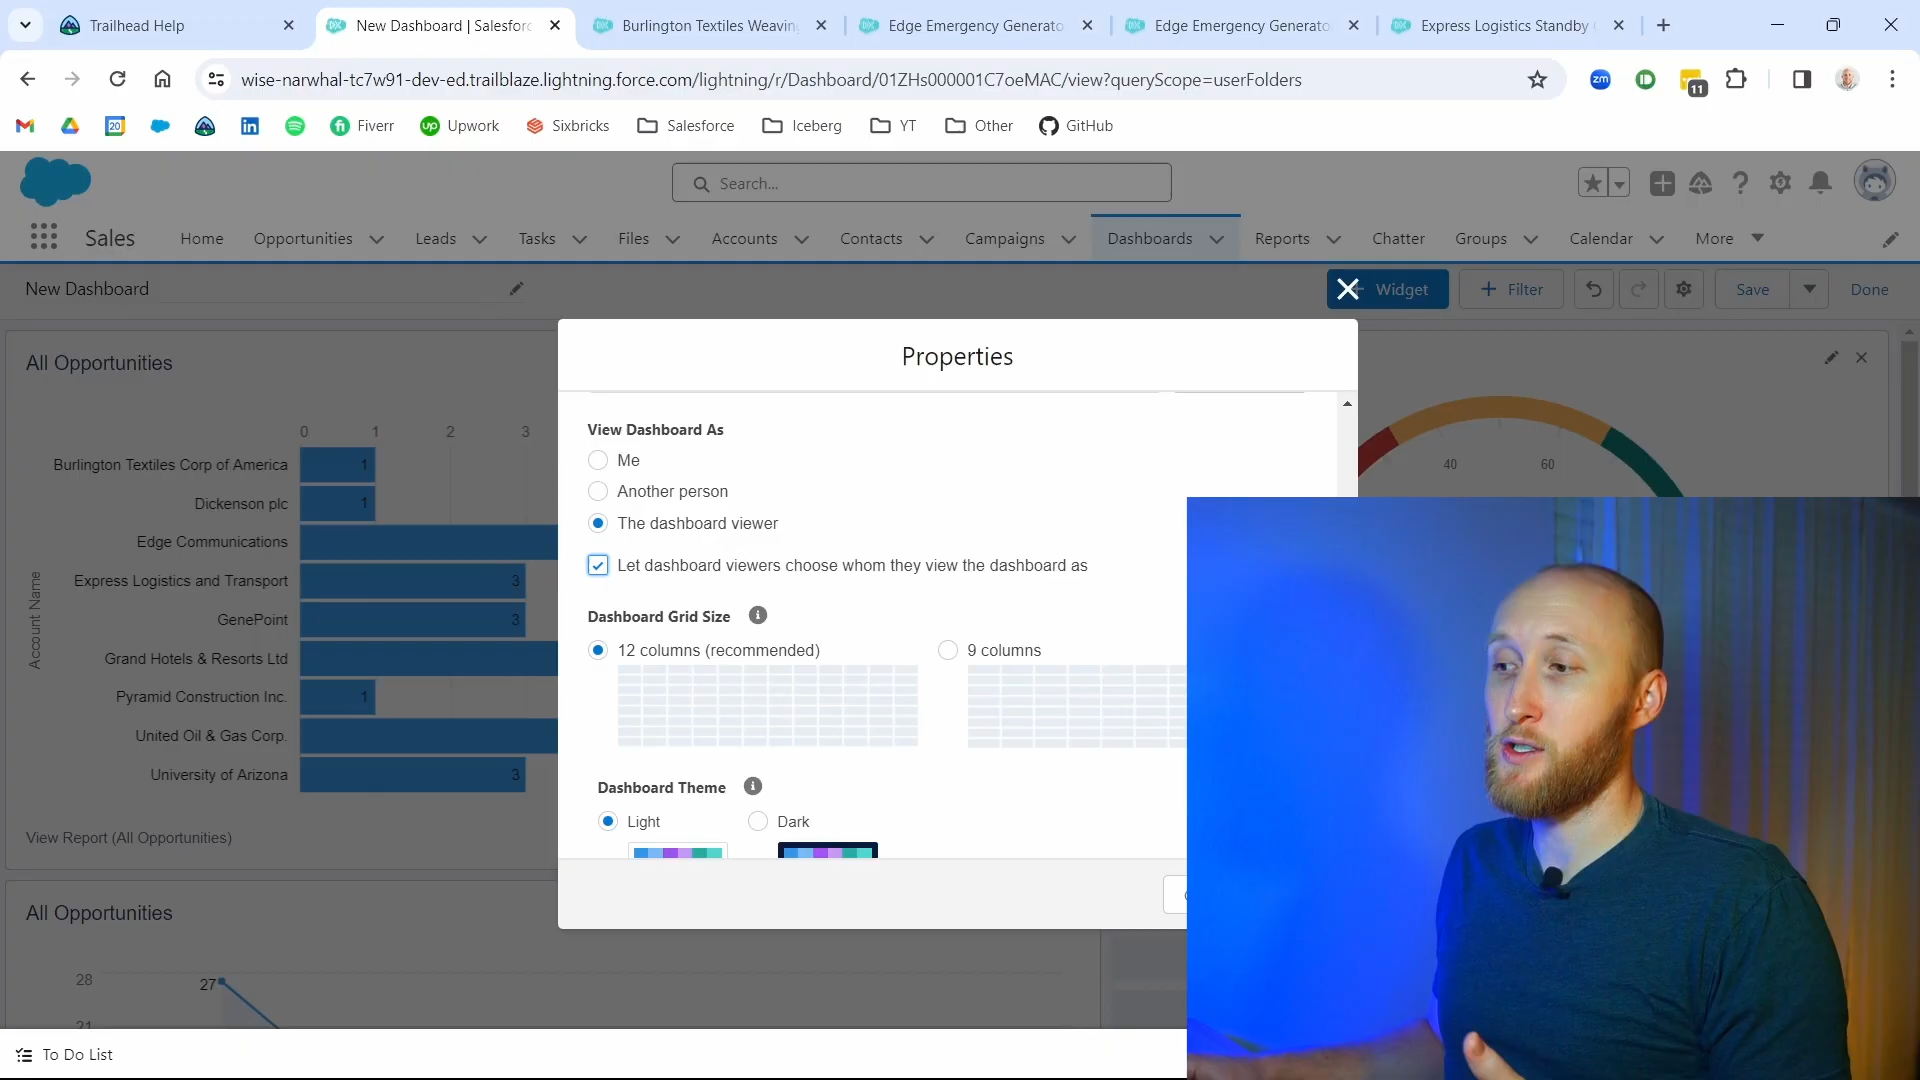 Trailhead Help
New Dashboard | Salesforc
Burlington Textiles Weaving
Edge Emergency Generato
Edge Emergency Generato
Express Logistics Standby
wise-narwhal-tc7w91-dev-ed.trailblaze.lightning.force.com/lightning/r/Dashboard/01ZHs000001C7oeMAC/view?queryScope=userFolders
zm
11
20
Fiverr
Upwork
Sixbricks
Salesforce
Iceberg
YT
Other
GitHub
Search...
Sales
Home
Opportunities
Leads
Tasks
Files
Accounts
Contacts
Campaigns
Dashboards
Reports
Chatter
Groups
Calendar
More
New Dashboard
Widget
+ Filter
Save
Done
All Opportunities
0 1 2 3
Account Name
Burlington Textiles Corp of America 1
Dickenson plc 1
Edge Communications
Express Logistics and Transport 3
GenePoint 3
Grand Hotels & Resorts Ltd
Pyramid Construction Inc. 1
United Oil & Gas Corp.
University of Arizona 3
View Report (All Opportunities)
All Opportunities
28
27
21
Properties
View Dashboard As
Me
Another person
The dashboard viewer
Let dashboard viewers choose whom they view the dashboard as
Dashboard Grid Size
12 columns (recommended)
9 columns
Dashboard Theme
Light
Dark
40
60
To Do List